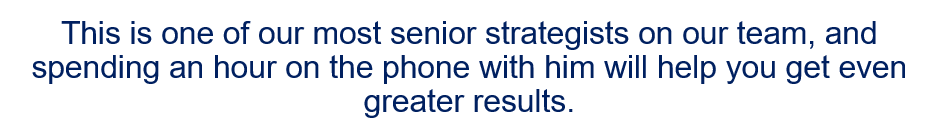 This is one of our most senior strategists on our team, and
spending an hour on the phone with him will help you get even
greater results.